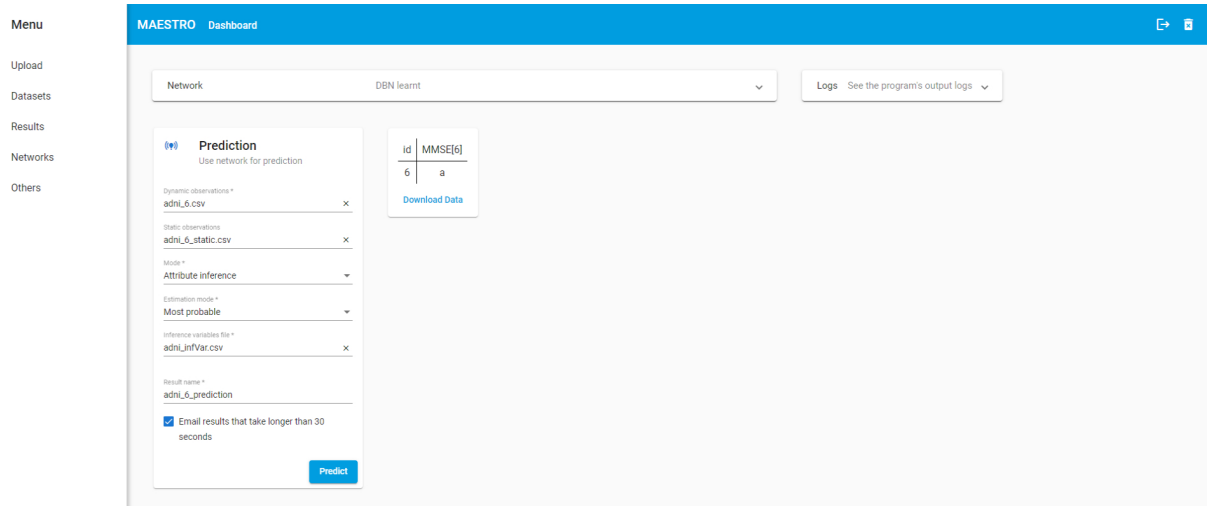 Menu
Upload
Datasets
Results
Networks
Others
MAESTRO Dashboard
Network DBN learnt
Logs See the program's output logs
Prediction
Use network for prediction
Dynamic observations *
adni_6.csv
Static observations
adni_6_static.csv
Mode *
Attribute inference
Estimation mode *
Most probable
Inference variables file *
adni_infVar.csv
Result name *
adni_6_prediction
Email results that take longer than 30
seconds
Predict
id MMSE[6]
6 a
Download Data